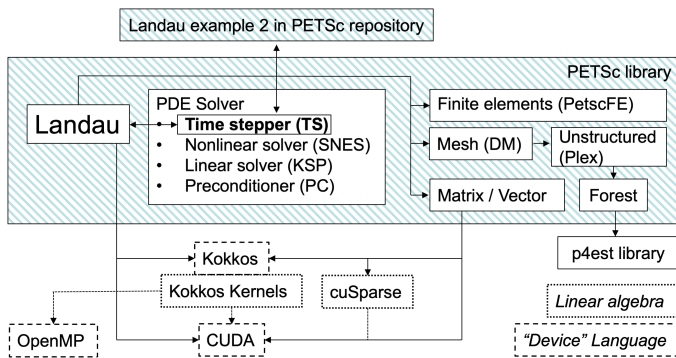 Landau example 2 in PETSc repository
PETSc library
Landau
PDE Solver
• Time stepper (TS)
• Nonlinear solver (SNES)
• Linear solver (KSP)
• Preconditioner (PC)
Finite elements (PetscFE)
Mesh (DM)
Unstructured
(Plex)
Matrix / Vector
Forest
p4est library
Kokkos
Kokkos Kernels
cuSparse
OpenMP
CUDA
Linear algebra
“Device” Language